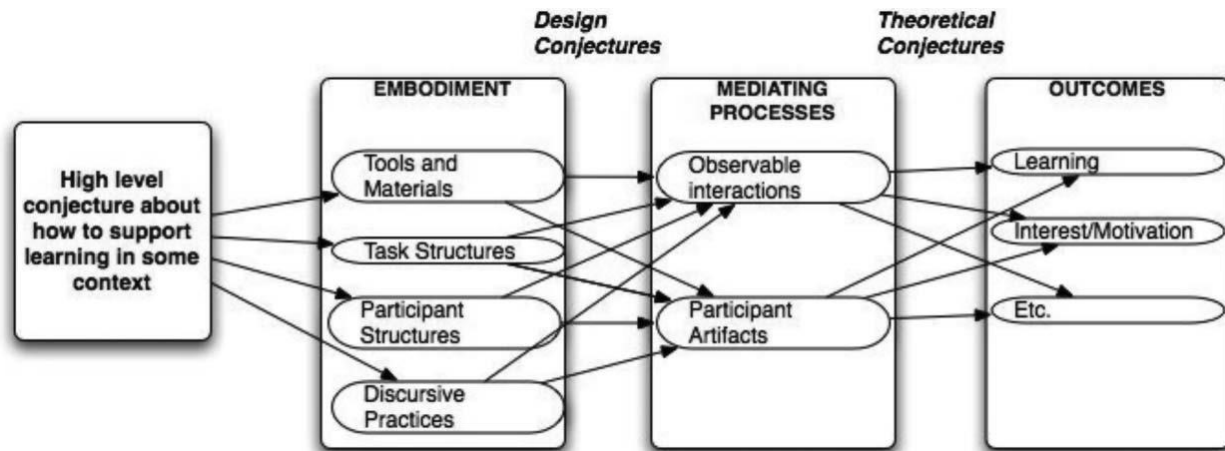 Design
Conjectures
Theoretical
Conjectures
High level
conjecture about
how to support
learning in some
context
EMBODIMENT
Tools and
Materials
Task Structures
Participant
Structures
Discursive
Practices
MEDIATING
PROCESSES
Observable
interactions
Participant
Artifacts
OUTCOMES
Learning
Interest/Motivation
Etc.